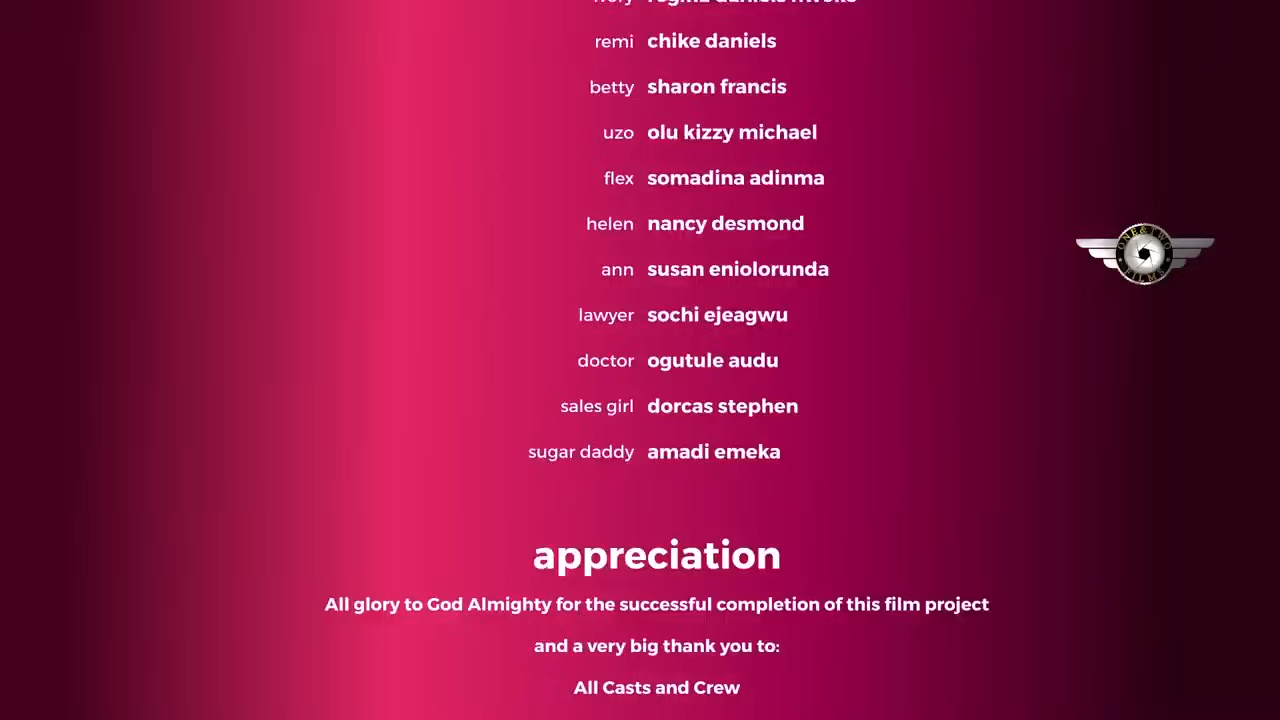 remi chike daniels
betty sharon francis
uzo olu kizzy michael
flex somadina adinma
helen nancy desmond
ann susan eniolorunda
lawyer sochi ejeagwu
doctor ogutule audu
sales girl dorcas stephen
sugar daddy amadi emeka
ONE&TWO
FILMS
appreciation
All glory to God Almighty for the successful completion of this film project
and a very big thank you to:
All Casts and Crew